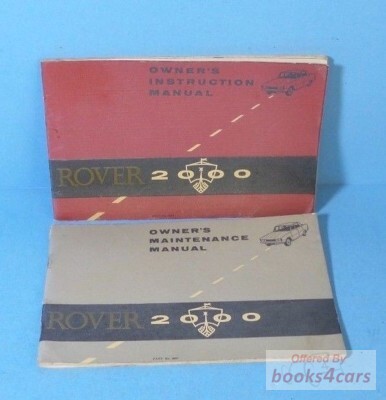 OWNER'S
INSTRUCTION
MANUAL
ROVER 2000
OWNER'S
MAINTENANCE
MANUAL
ROVER 2000
Offered By
books4cars